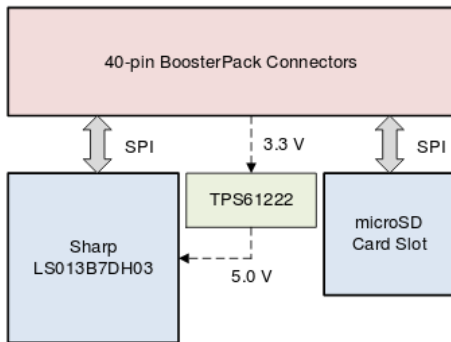 40-pin BoosterPack Connectors
SPI
3.3 V
SPI
TPS61222
Sharp
LS013B7DH03
microSD
Card Slot
5.0 V